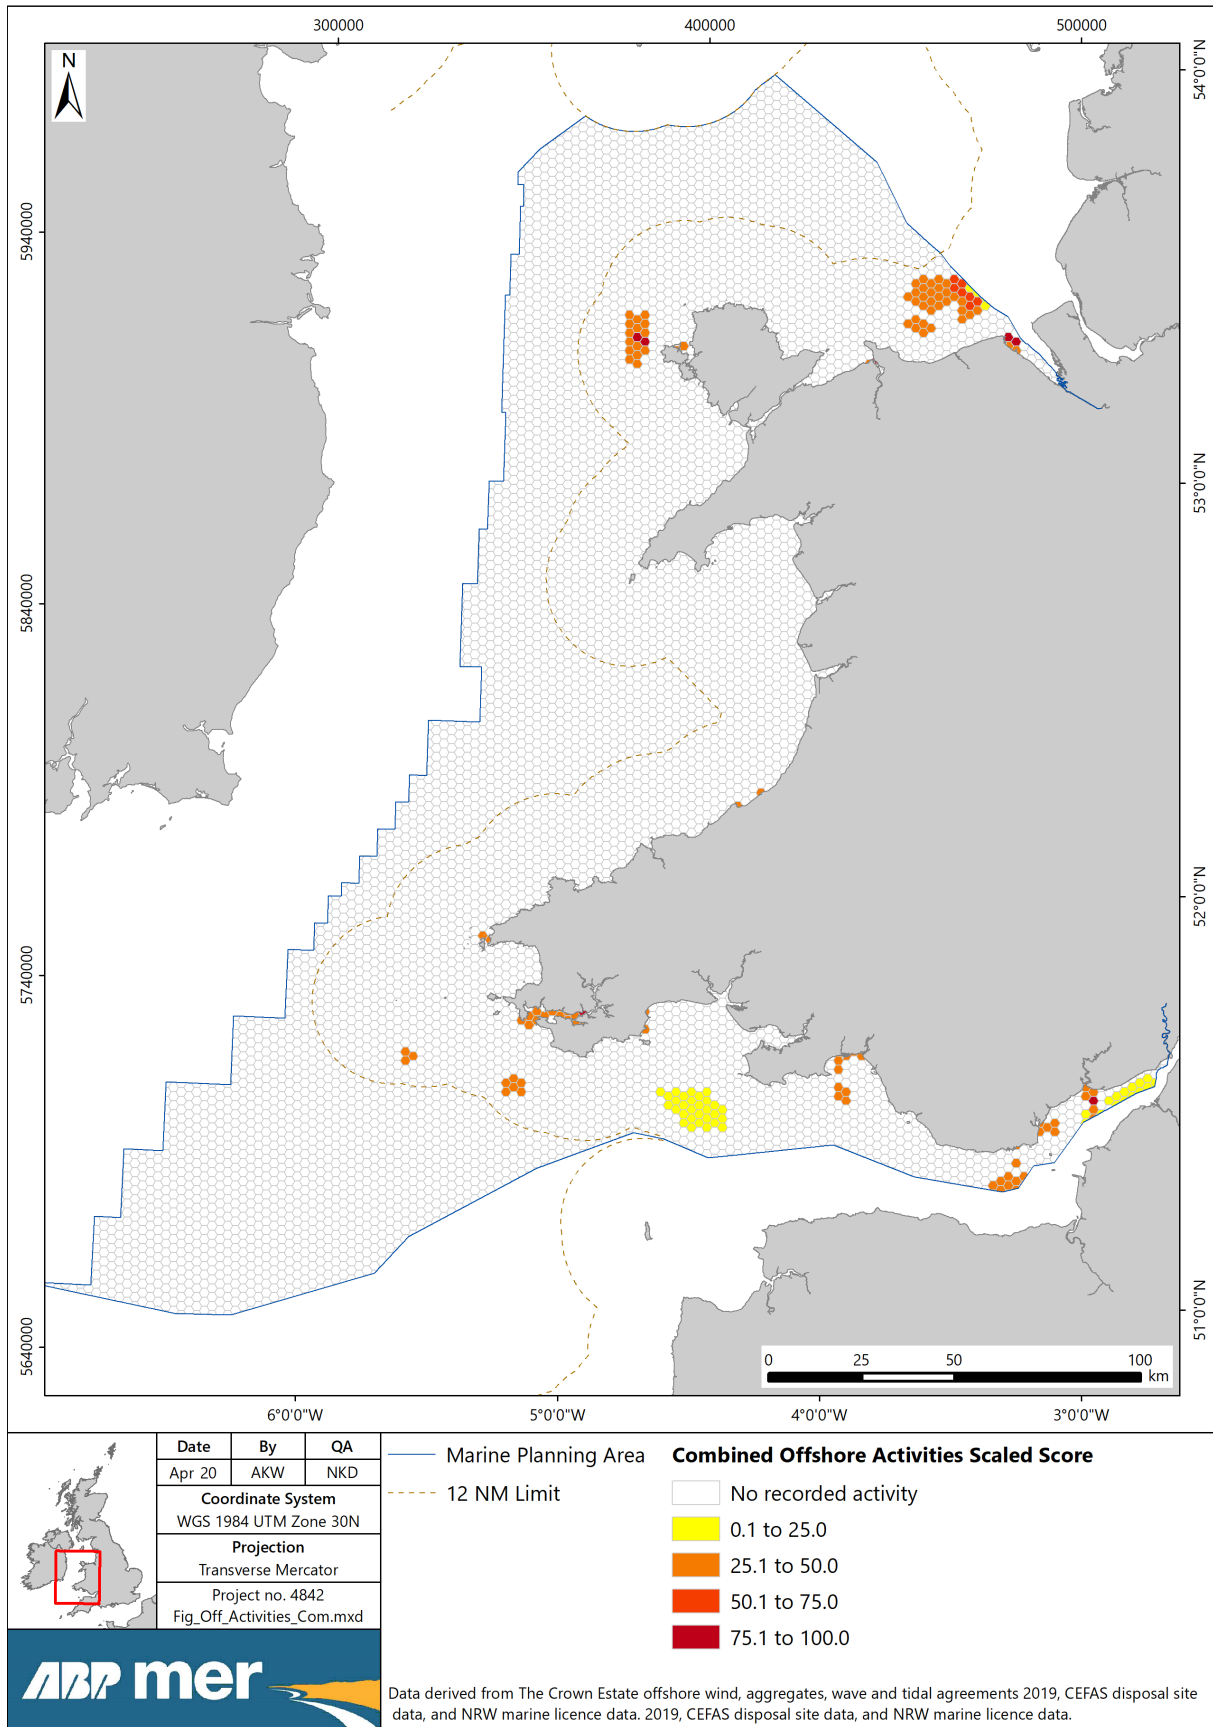 300000 400000 500000
N
54°0'0"N
5940000
53°0'0"N
5840000
52°0'0"N
5740000
51°0'0"N
5640000
0 25 50 100
km
6°0'0"W 5°0'0"W 4°0'0"W 3°0'0"W
Date By QA
Apr 20 AKW NKD
Coordinate System
WGS 1984 UTM Zone 30N
Projection
Transverse Mercator
Project no. 4842
Fig_Off_Activities_Com.mxd
ABP mer
Marine Planning Area
12 NM Limit
Combined Offshore Activities Scaled Score
No recorded activity
0.1 to 25.0
25.1 to 50.0
50.1 to 75.0
75.1 to 100.0
Data derived from The Crown Estate offshore wind, aggregates, wave and tidal agreements 2019, CEFAS disposal site
data, and NRW marine licence data. 2019, CEFAS disposal site data, and NRW marine licence data.